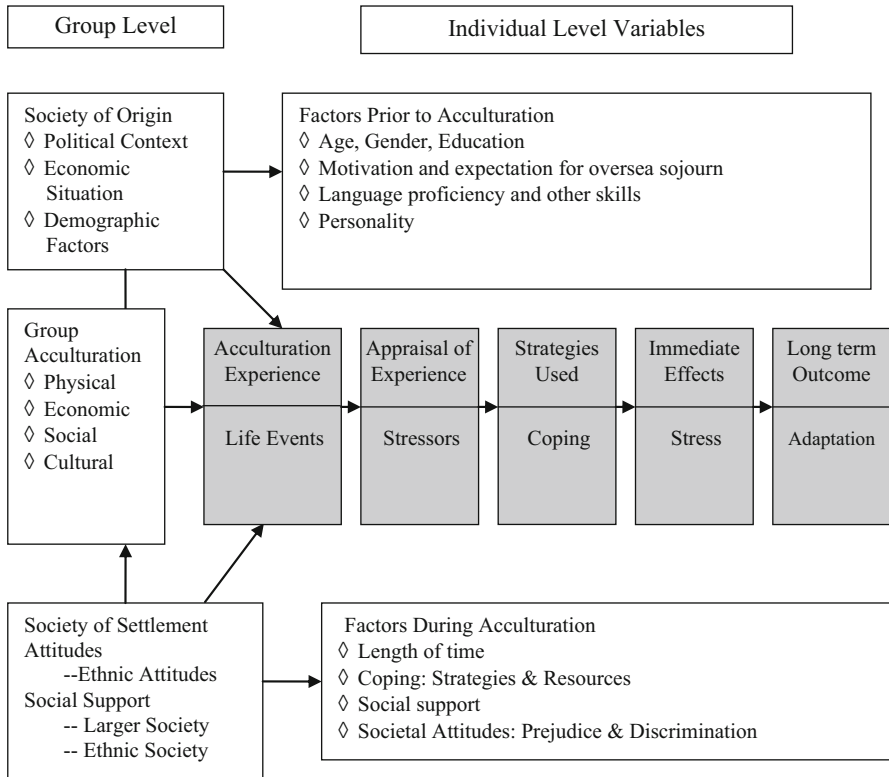 Group Level
Individual Level Variables
Society of Origin
◊ Political Context
◊ Economic
Situation
◊ Demographic
Factors
Factors Prior to Acculturation
◊ Age, Gender, Education
◊ Motivation and expectation for oversea sojourn
◊ Language proficiency and other skills
◊ Personality
Group
Acculturation
◊ Physical
◊ Economic
◊ Social
◊ Cultural
Acculturation
Experience
Life Events
Appraisal of
Experience
Stressors
Strategies
Used
Coping
Immediate
Effects
Stress
Long term
Outcome
Adaptation
Society of Settlement
Attitudes
--Ethnic Attitudes
Social Support
-- Larger Society
-- Ethnic Society
Factors During Acculturation
◊ Length of time
◊ Coping: Strategies & Resources
◊ Social support
◊ Societal Attitudes: Prejudice & Discrimination